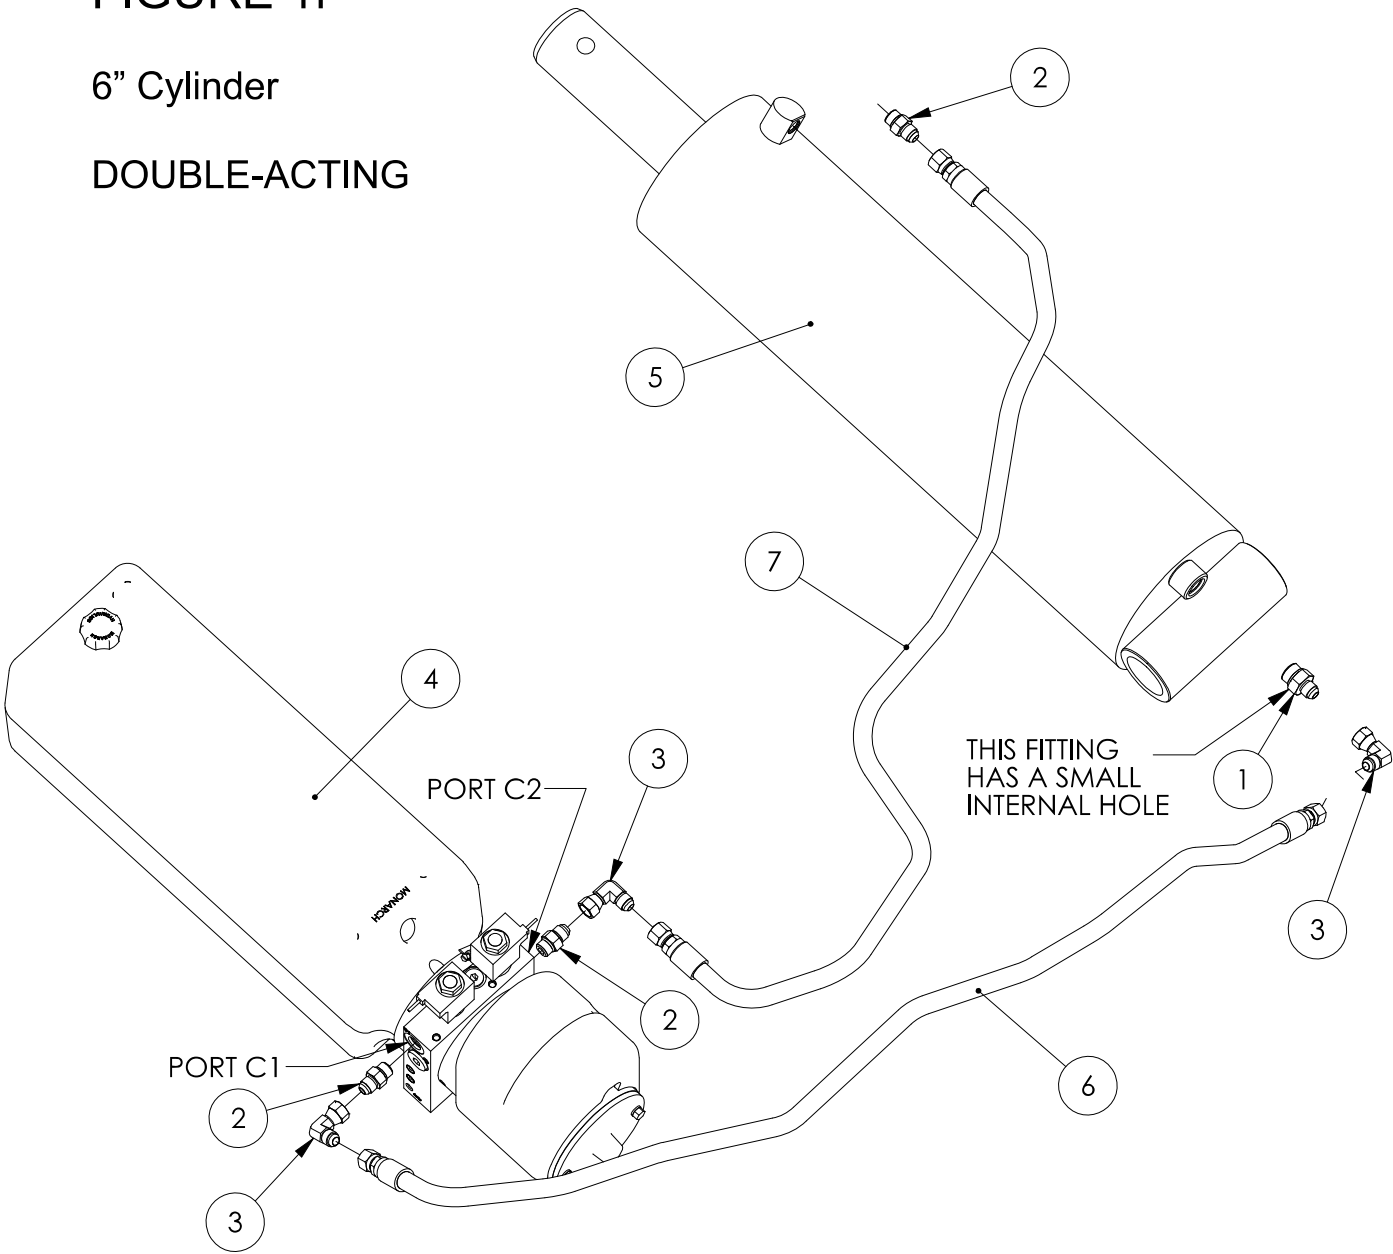 6” Cylinder
DOUBLE-ACTING
2
5
7
4
3
PORT C2
THIS FITTING
HAS A SMALL
INTERNAL HOLE
1
3
MONARCH
2
PORT C1
2
6
3